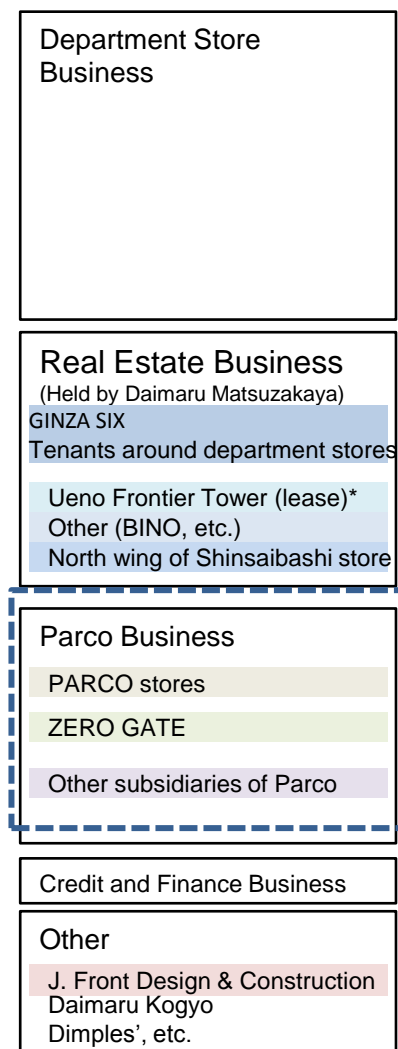 Department Store
Business
Real Estate Business
(Held by Daimaru Matsuzakaya)
GINZA SIX
Tenants around department stores
Ueno Frontier Tower (lease)*
Other (BINO, etc.)
North wing of Shinsaibashi store
Parco Business
PARCO stores
ZERO GATE
Other subsidiaries of Parco
Credit and Finance Business
Other
J. Front Design & Construction
Daimaru Kogyo
Dimples’, etc.